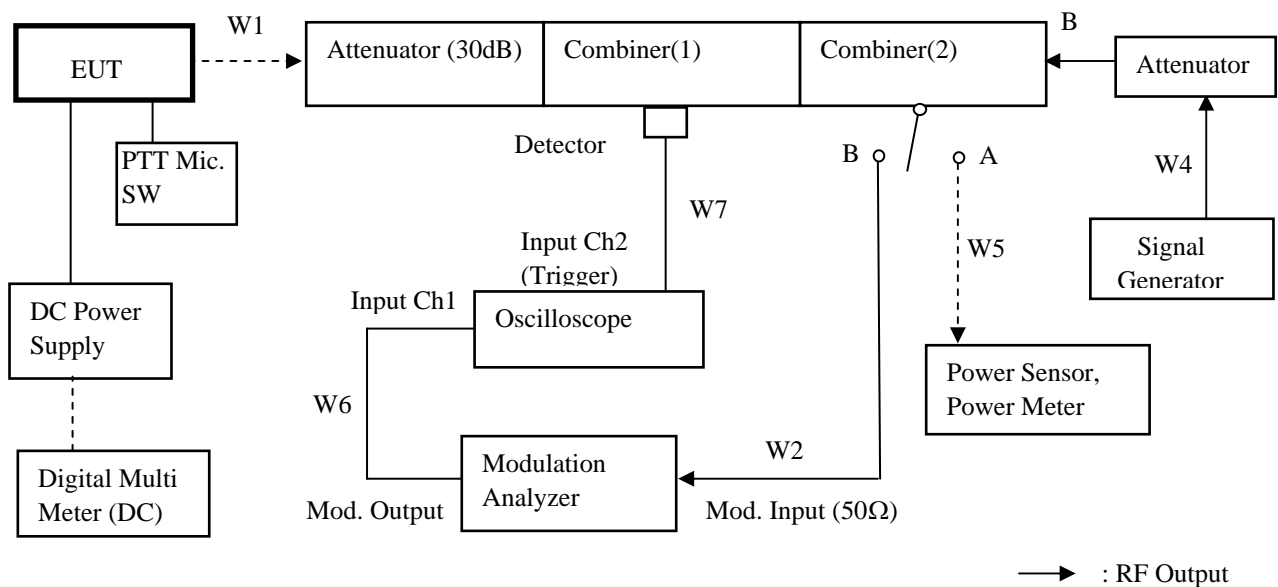 W1
EUT
Attenuator (30dB)
Combiner(1)
Combiner(2)
B
Attenuator
PTT Mic.
SW
Detector
B
A
W4
W7
W5
Input Ch2
(Trigger)
Signal
Generator
Input Ch1
DC Power
Supply
Oscilloscope
Power Sensor,
Power Meter
W6
W2
Digital Multi
Meter (DC)
Modulation
Analyzer
Mod. Output
Mod. Input (50Ω)
: RF Output